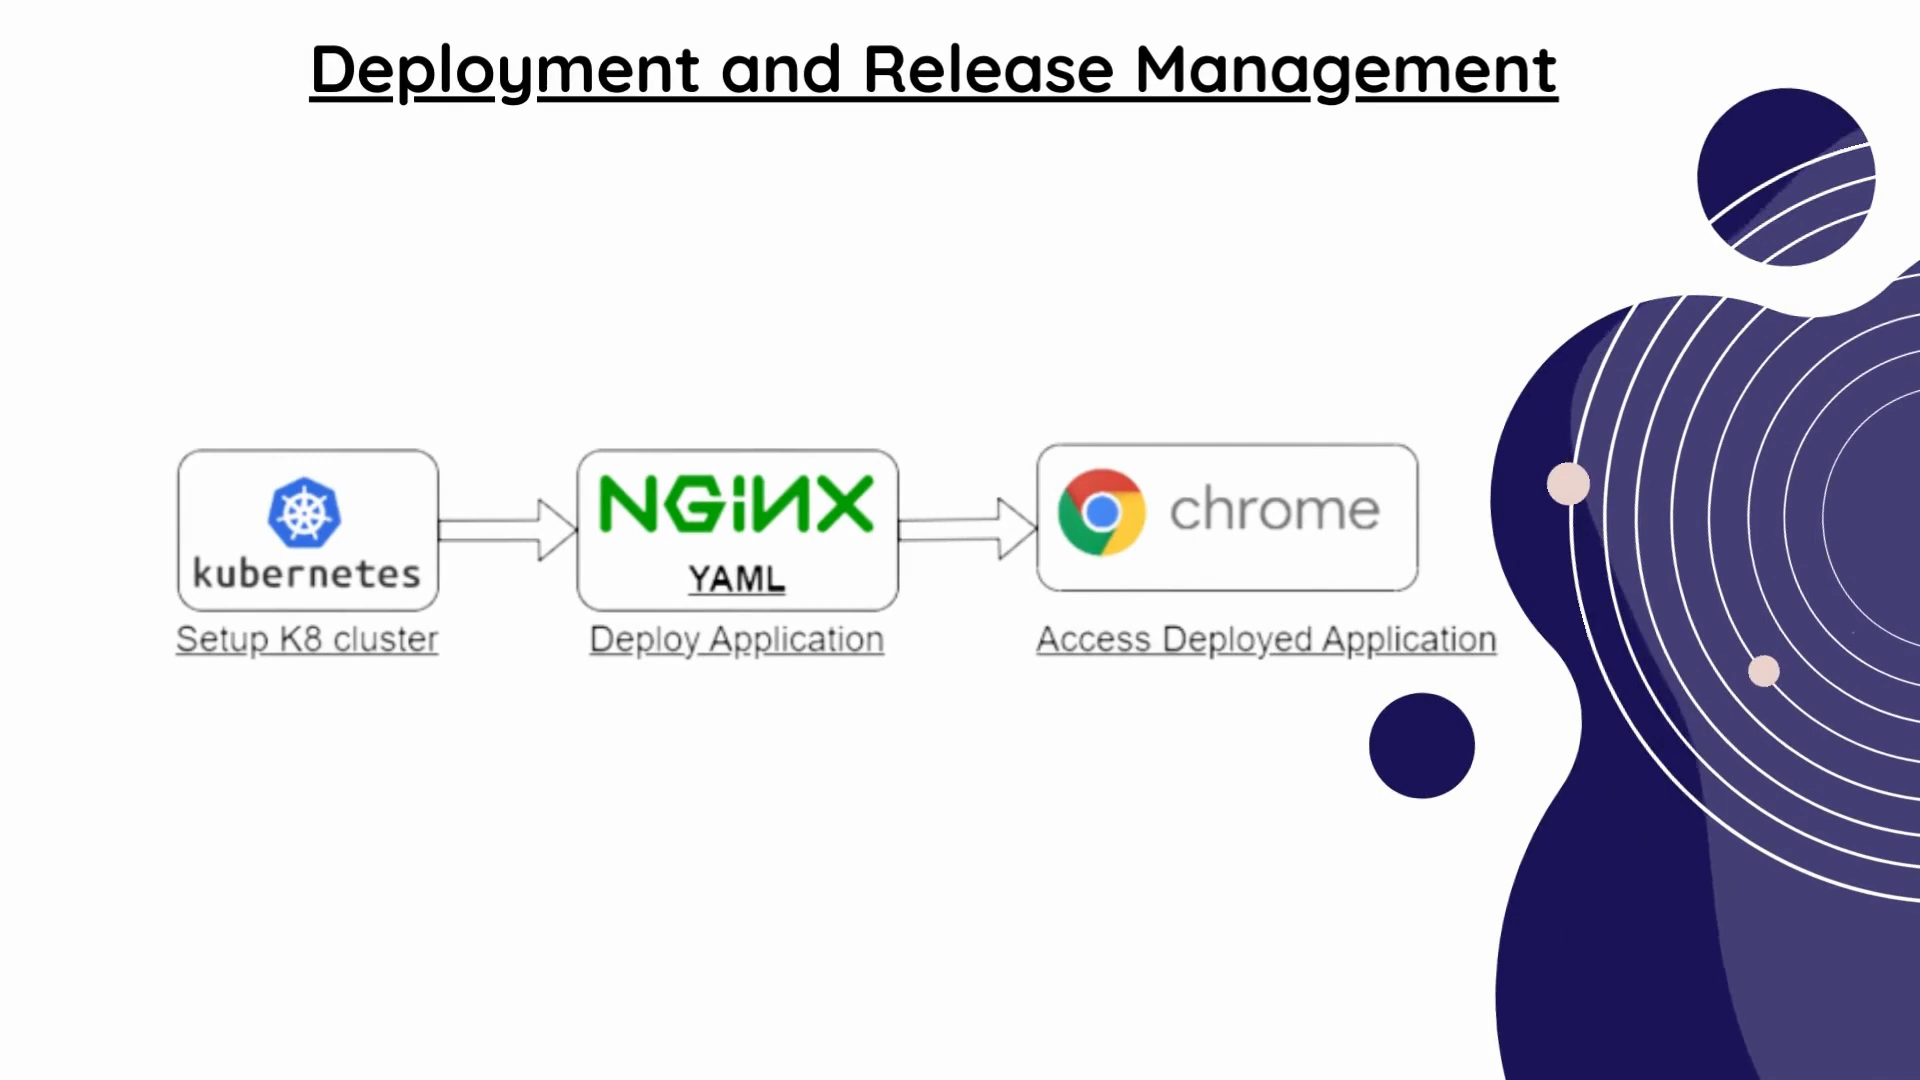 Deployment and Release Management
kubernetes
NGiNX
YAML
chrome
Setup K8 cluster
Deploy Application
Access Deployed Application